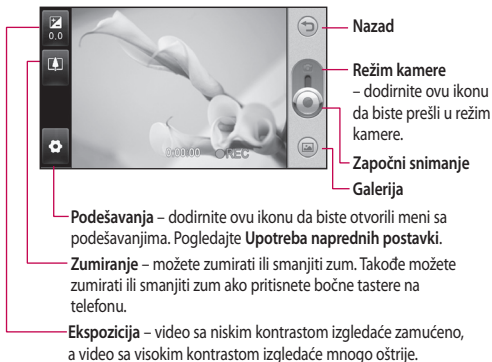 0.0
0:00:00 REC
Nazad
Režim kamere
– dodirnite ovu ikonu
da biste prešli u režim
kamere.
Započni snimanje
Galerija
Podešavanja – dodirnite ovu ikonu da biste otvorili meni sa
podešavanjima. Pogledajte Upotreba naprednih postavki.
Zumiranje – možete zumirati ili smanjiti zum. Takođe možete
zumirati ili smanjiti zum ako pritisnete bočne tastere na
telefonu.
Ekspozicija – video sa niskim kontrastom izgledaće zamućeno,
a video sa visokim kontrastom izgledaće mnogo oštrije.